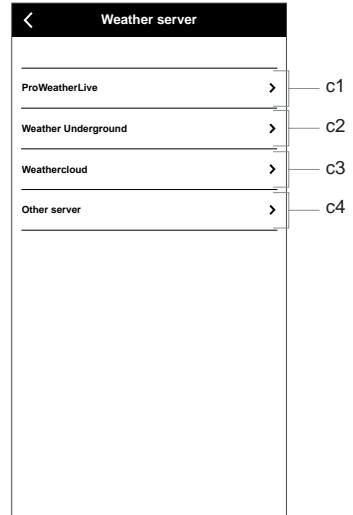 Weather server
ProWeatherLive
c1
Weather Underground
c2
Weathercloud
c3
Other server
c4